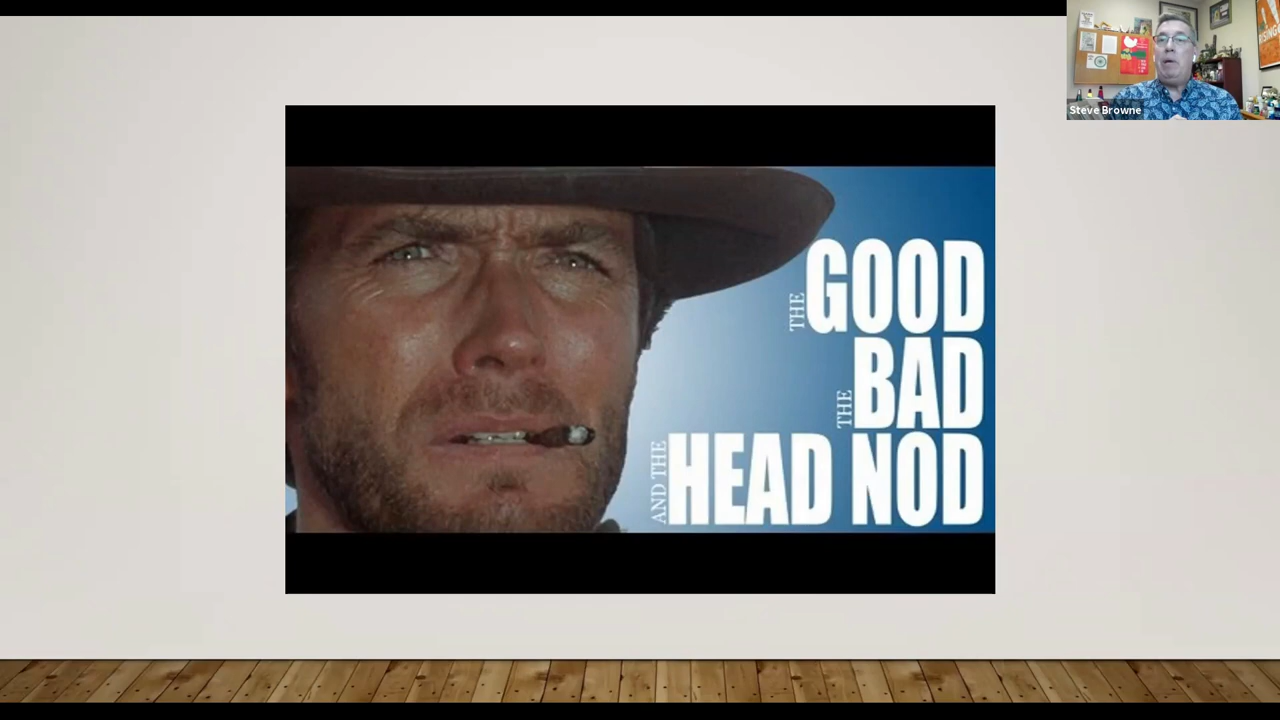 THE GOOD
THE BAD
AND THE HEAD NOD
Steve Browne